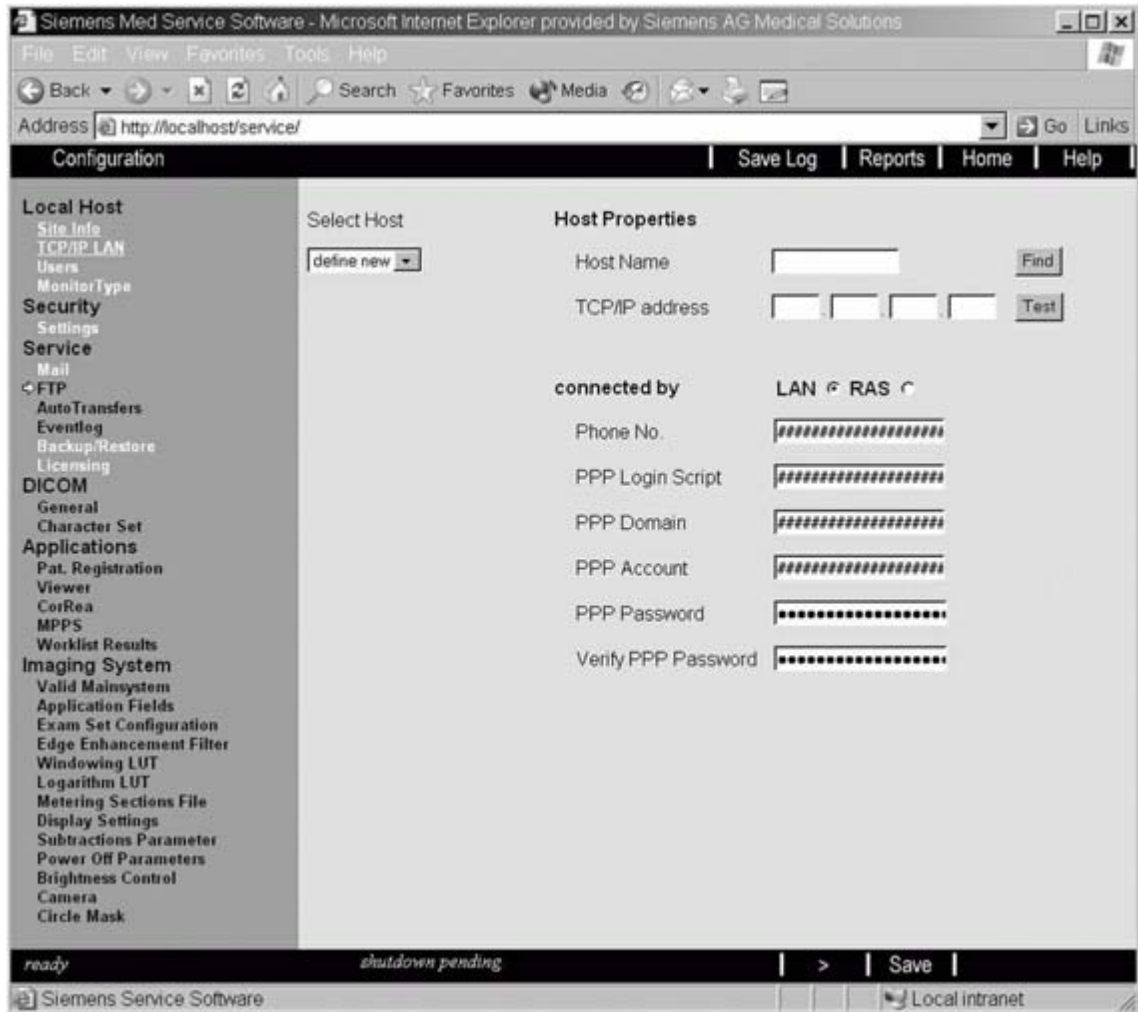 Siemens Med Service Software - Microsoft Internet Explorer provided by Siemens AG Medical Solutions
File Edit View Favorites Tools Help
Back Search Favorites Media
Address http://localhost/service/ Go Links
Configuration Save Log Reports Home Help
Local Host
Site Info
TCP/IP LAN
Users
MonitorType
Security
Settings
Service
Mail
FTP
AutoTransfers
Eventlog
Backup/Restore
Licensing
DICOM
General
Character Set
Applications
Pat. Registration
Viewer
CorRea
MPPS
Worklist Results
Imaging System
Valid Mainsystem
Application Fields
Exam Set Configuration
Edge Enhancement Filter
Windowing LUT
Logarithm LUT
Metering Sections File
Display Settings
Subtractions Parameter
Power Off Parameters
Brightness Control
Camera
Circle Mask
Select Host
define new
Host Properties
Host Name Find
TCP/IP address . . . Test
connected by LAN RAS
Phone No. ####################
PPP Login Script ####################
PPP Domain ####################
PPP Account ####################
PPP Password ••••••••••••••••••
Verify PPP Password ••••••••••••••••••
ready shutdown pending > Save
Siemens Service Software Local intranet